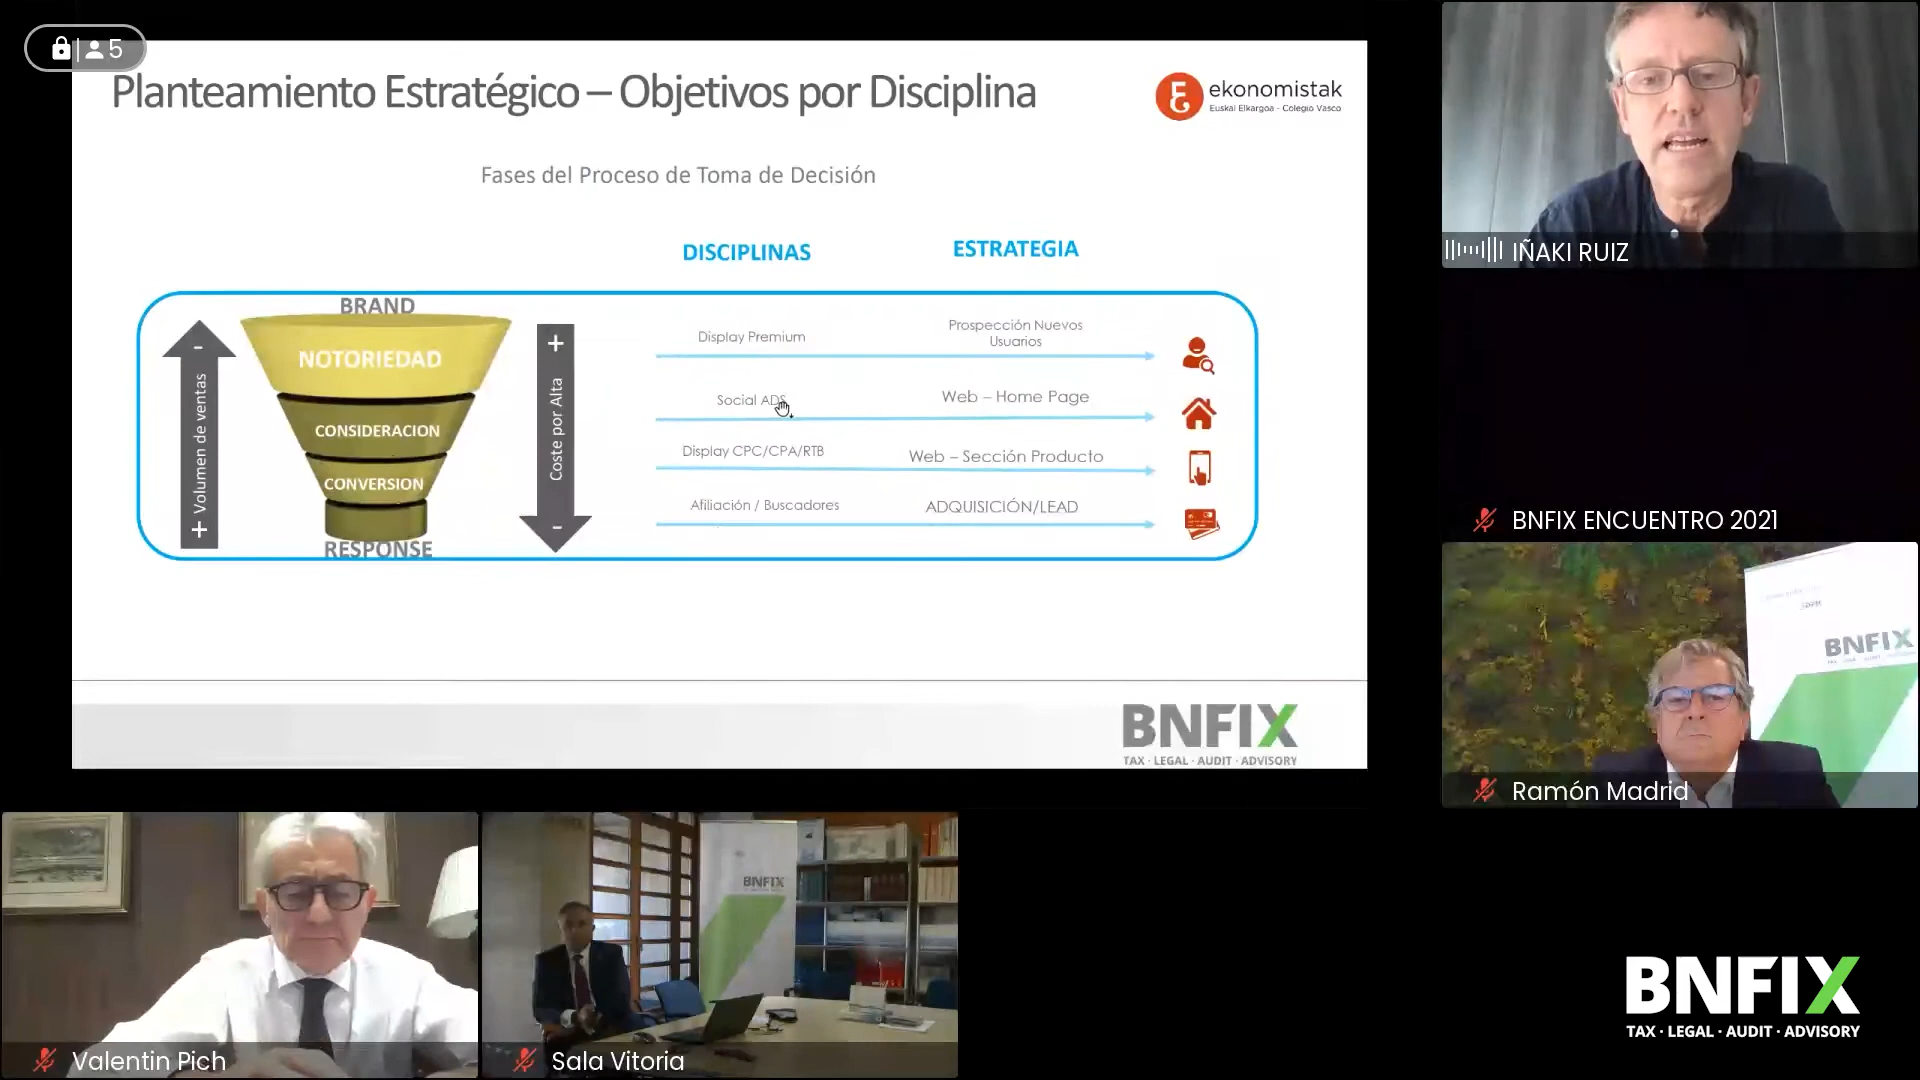 5
Planteamiento Estratégico – Objetivos por Disciplina
ekonomistak
Euskal Elkargoa - Colegio Vasco
Fases del Proceso de Toma de Decisión
DISCIPLINAS
ESTRATEGIA
BRAND
NOTORIEDAD
CONSIDERACION
CONVERSION
RESPONSE
- Volumen de ventas +
+ Coste por Alta -
Display Premium
Prospección Nuevos
Usuarios
Social ADS
Web – Home Page
Display CPC/CPA/RTB
Web – Sección Producto
Afiliación / Buscadores
ADQUISICIÓN/LEAD
BNFIX
TAX · LEGAL · AUDIT · ADVISORY
IÑAKI RUIZ
BNFIX ENCUENTRO 2021
BNFIX
Ramón Madrid
Valentin Pich
BNFIX
Sala Vitoria
BNFIX
TAX · LEGAL · AUDIT · ADVISORY